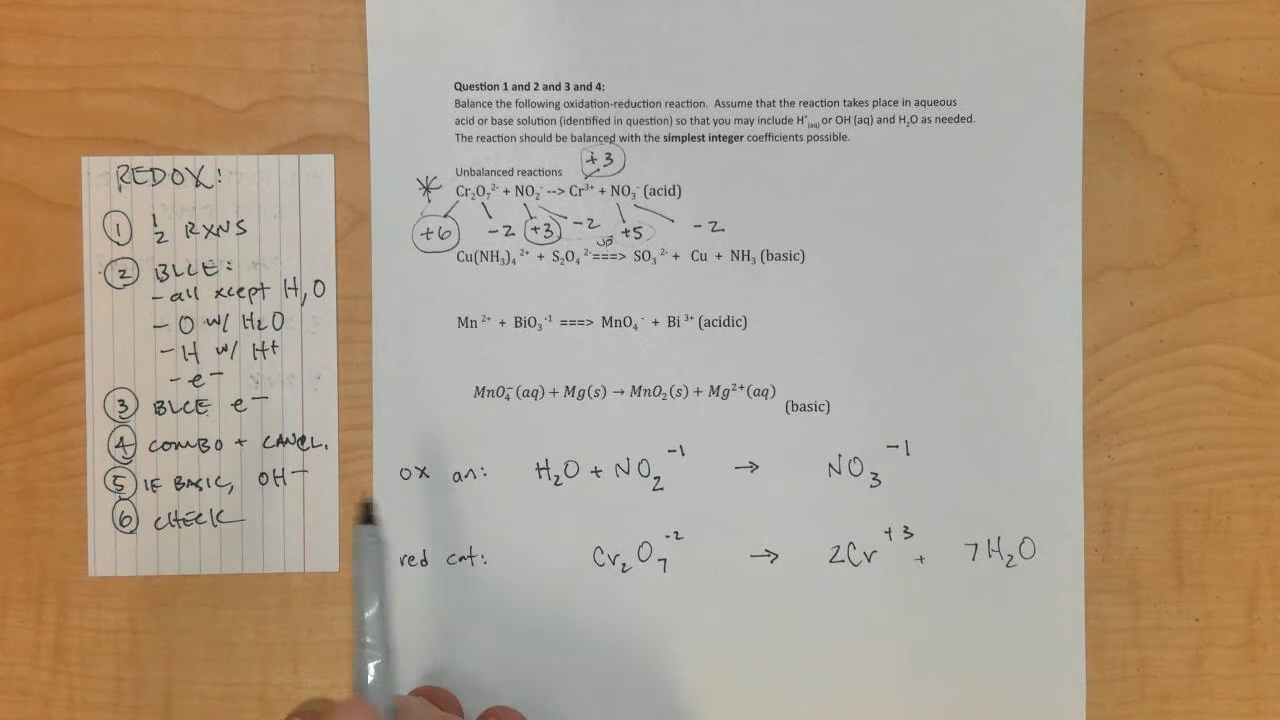 REDOX!
① ½ RXNS
② BLCE:
- all xcept H, O
- O w/ H2O
- H w/ H+
- e⁻
③ BLCE e⁻
④ COMBO + CANCL.
⑤ IF BASIC, OH⁻
⑥ CHECK
Question 1 and 2 and 3 and 4:
Balance the following oxidation-reduction reaction. Assume that the reaction takes place in aqueous
acid or base solution (identified in question) so that you may include H⁺(aq) or OH (aq) and H₂O as needed.
The reaction should be balanced with the simplest integer coefficients possible.
+3
Unbalanced reactions
* Cr₂O₇²⁻ + NO₂⁻ --> Cr³⁺ + NO₃⁻ (acid)
+6 -2 +3 -2 +5 -2
up
Cu(NH₃)₄ ²⁺ + S₂O₄ ²⁻ ===> SO₃ ²⁻ + Cu + NH₃ (basic)
Mn ²⁺ + BiO₃⁻¹ ===> MnO₄⁻ + Bi ³⁺ (acidic)
MnO₄⁻(aq) + Mg(s) → MnO₂(s) + Mg²⁺(aq)
(basic)
ox an: H₂O + NO₂⁻¹ → NO₃⁻¹
red cat: Cr₂O₇⁻² → 2Cr⁺³ + 7H₂O